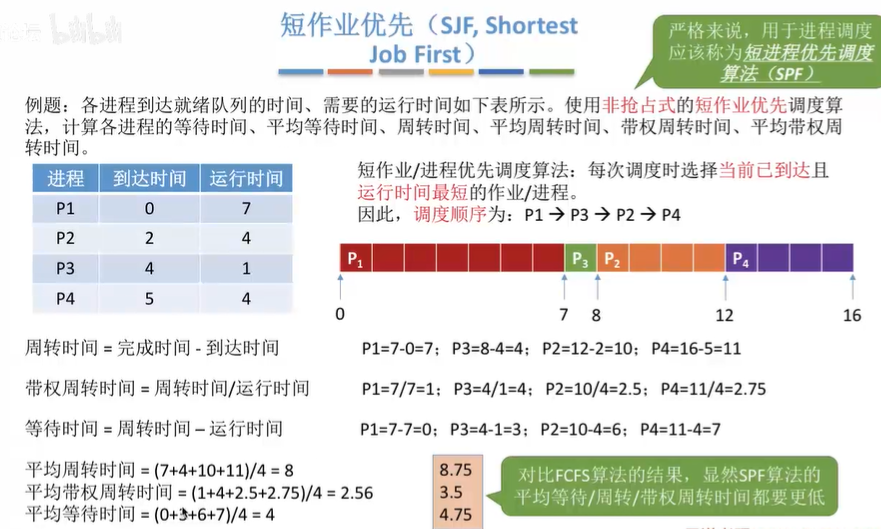 bilibili
短作业优先（SJF, Shortest
Job First）
严格来说，用于进程调度
应该称为短进程优先调度
算法（SPF）
例题：各进程到达就绪队列的时间、需要的运行时间如下表所示。使用非抢占式的短作业优先调度算
法，计算各进程的等待时间、平均等待时间、周转时间、平均周转时间、带权周转时间、平均带权周
转时间。
进程 到达时间 运行时间
P1 0 7
P2 2 4
P3 4 1
P4 5 4
短作业/进程优先调度算法：每次调度时选择当前已到达且
运行时间最短的作业/进程。
因此，调度顺序为：P1 → P3 → P2 → P4
P1 P3 P2 P4
0 7 8 12 16
周转时间 = 完成时间 - 到达时间 P1=7-0=7；P3=8-4=4；P2=12-2=10；P4=16-5=11
带权周转时间 = 周转时间/运行时间 P1=7/7=1；P3=4/1=4；P2=10/4=2.5；P4=11/4=2.75
等待时间 = 周转时间 – 运行时间 P1=7-7=0；P3=4-1=3；P2=10-4=6；P4=11-4=7
平均周转时间 = (7+4+10+11)/4 = 8 8.75
平均带权周转时间 = (1+4+2.5+2.75)/4 = 2.56 3.5
平均等待时间 = (0+3+6+7)/4 = 4 4.75
对比FCFS算法的结果，显然SPF算法的
平均等待/周转/带权周转时间都要更低